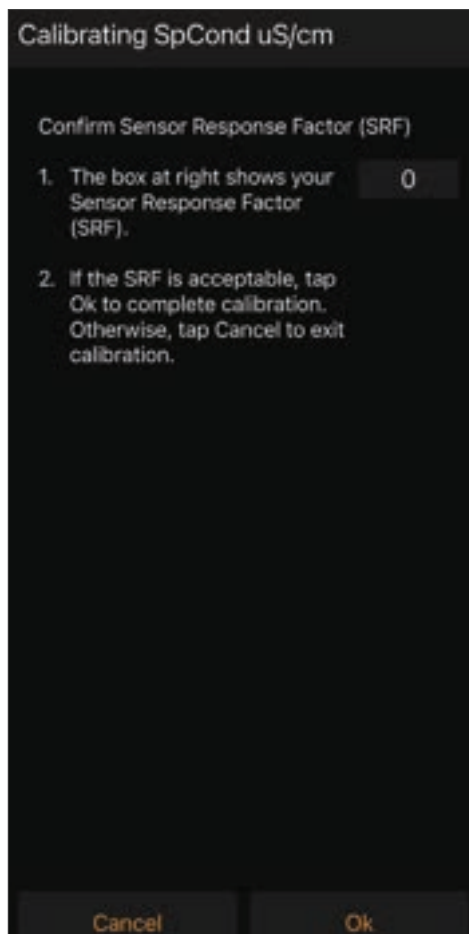 Calibrating SpCond uS/cm
Confirm Sensor Response Factor (SRF)
1. The box at right shows your 0
Sensor Response Factor
(SRF).
2. If the SRF is acceptable, tap
Ok to complete calibration.
Otherwise, tap Cancel to exit
calibration.
Cancel Ok